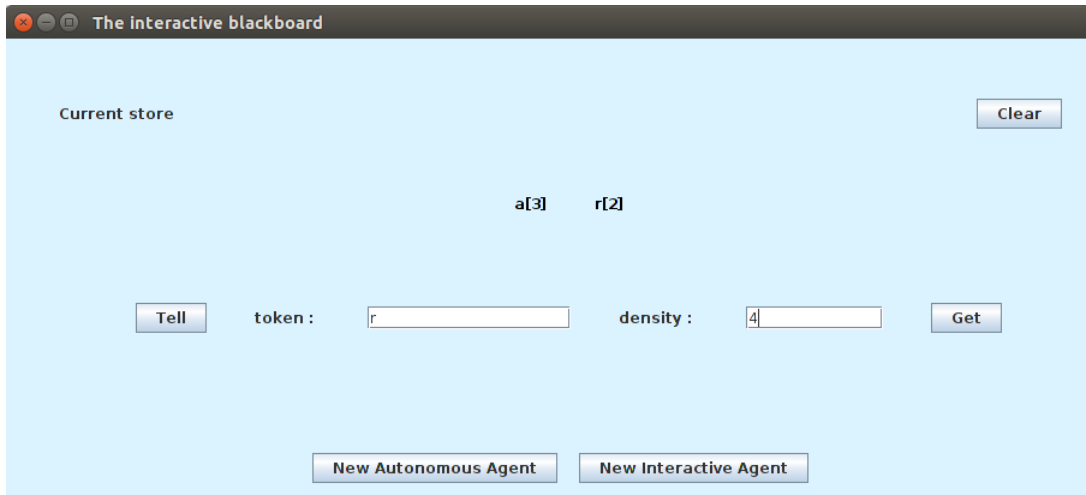 The interactive blackboard
Current store Clear
a[3] r[2]
Tell token : r density : 4 Get
New Autonomous Agent New Interactive Agent